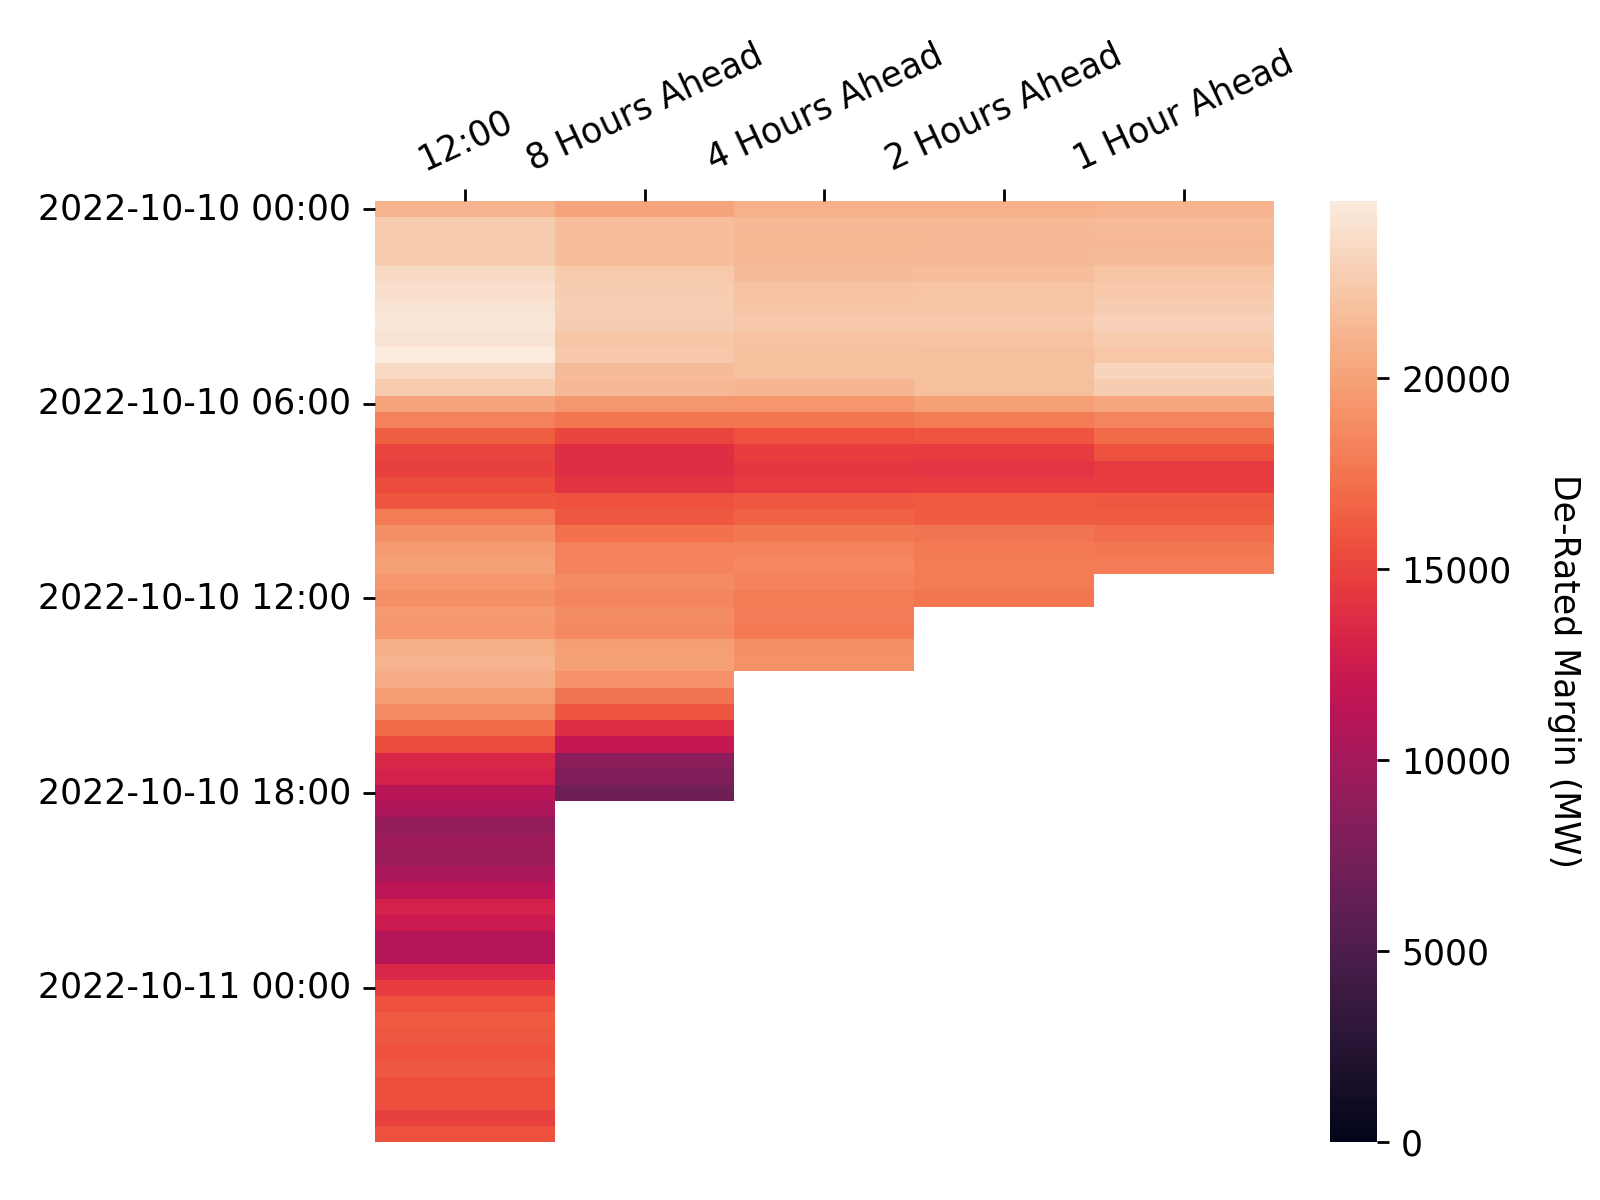 12:00
8 Hours Ahead
4 Hours Ahead
2 Hours Ahead
1 Hour Ahead
2022-10-10 00:00
2022-10-10 06:00
2022-10-10 12:00
2022-10-10 18:00
2022-10-11 00:00
20000
15000
10000
5000
0
De-Rated Margin (MW)